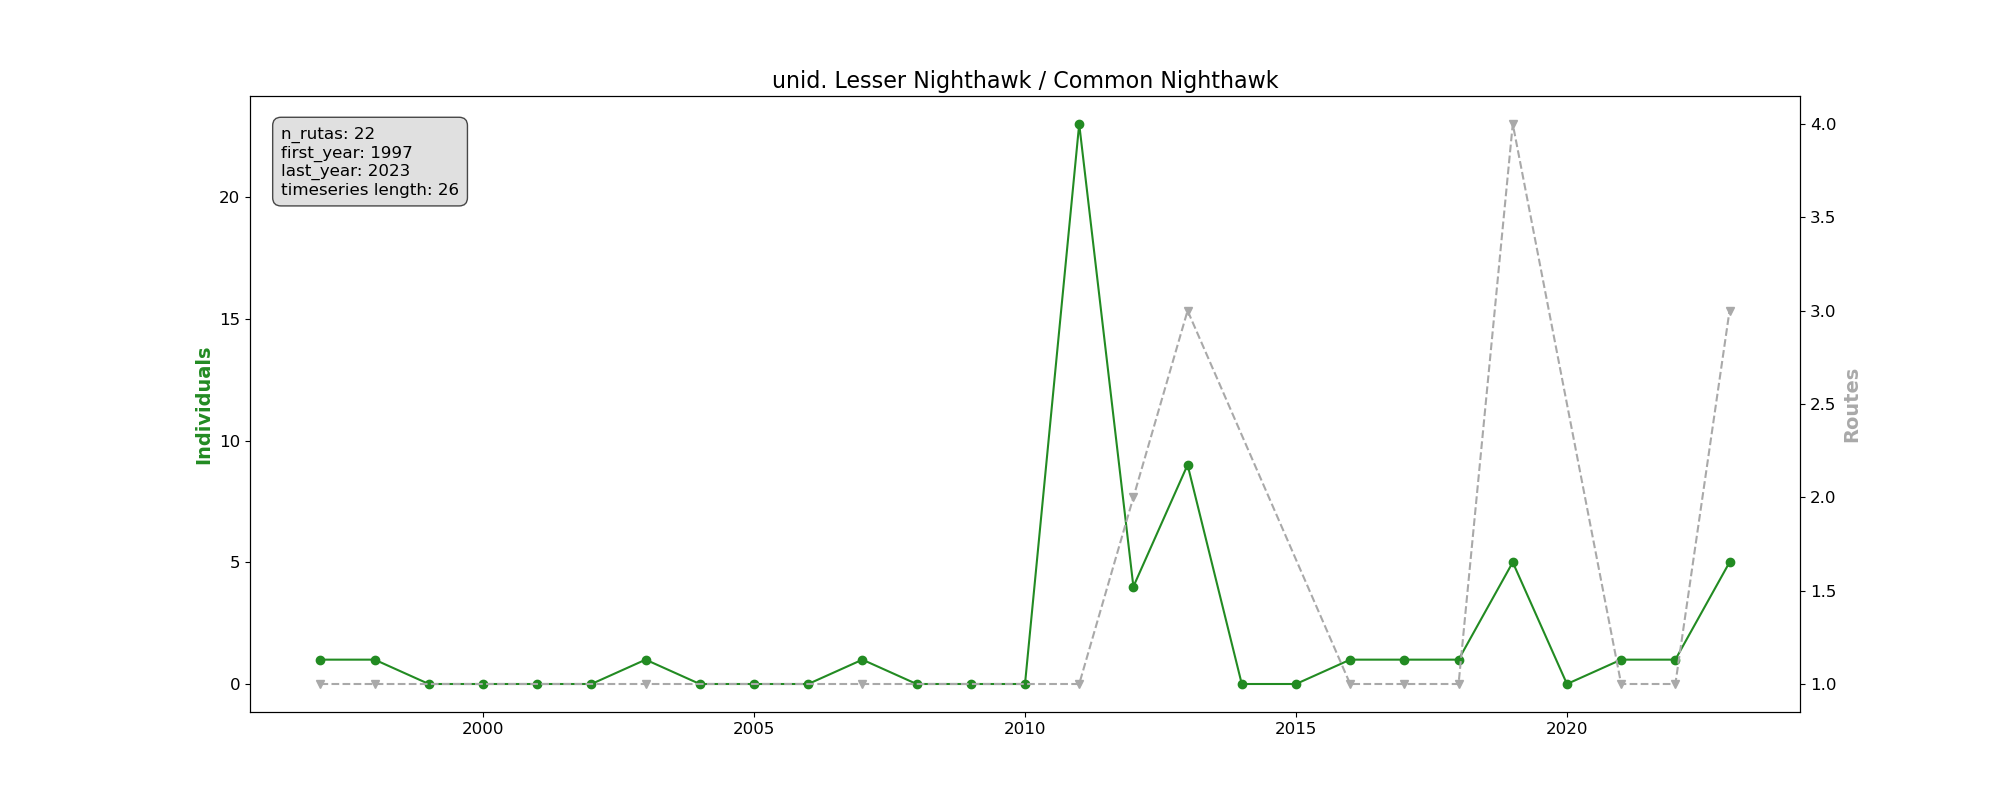 unid. Lesser Nighthawk / Common Nighthawk
n_rutas: 22
first_year: 1997
last_year: 2023
timeseries length: 26
Individuals
20
15
10
5
0
4.0
3.5
3.0
2.5
2.0
1.5
1.0
Routes
2000
2005
2010
2015
2020